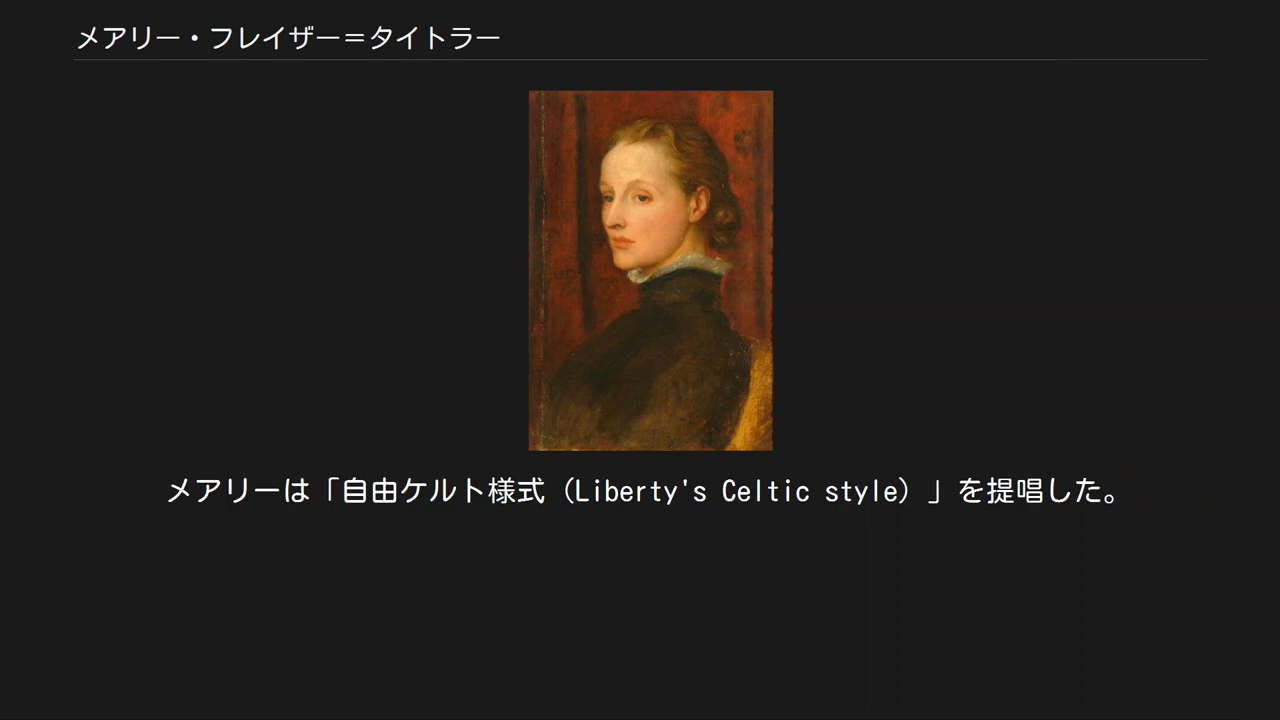 メアリー・フレイザー＝タイトラー
メアリーは「自由ケルト様式（Liberty's Celtic style）」を提唱した。